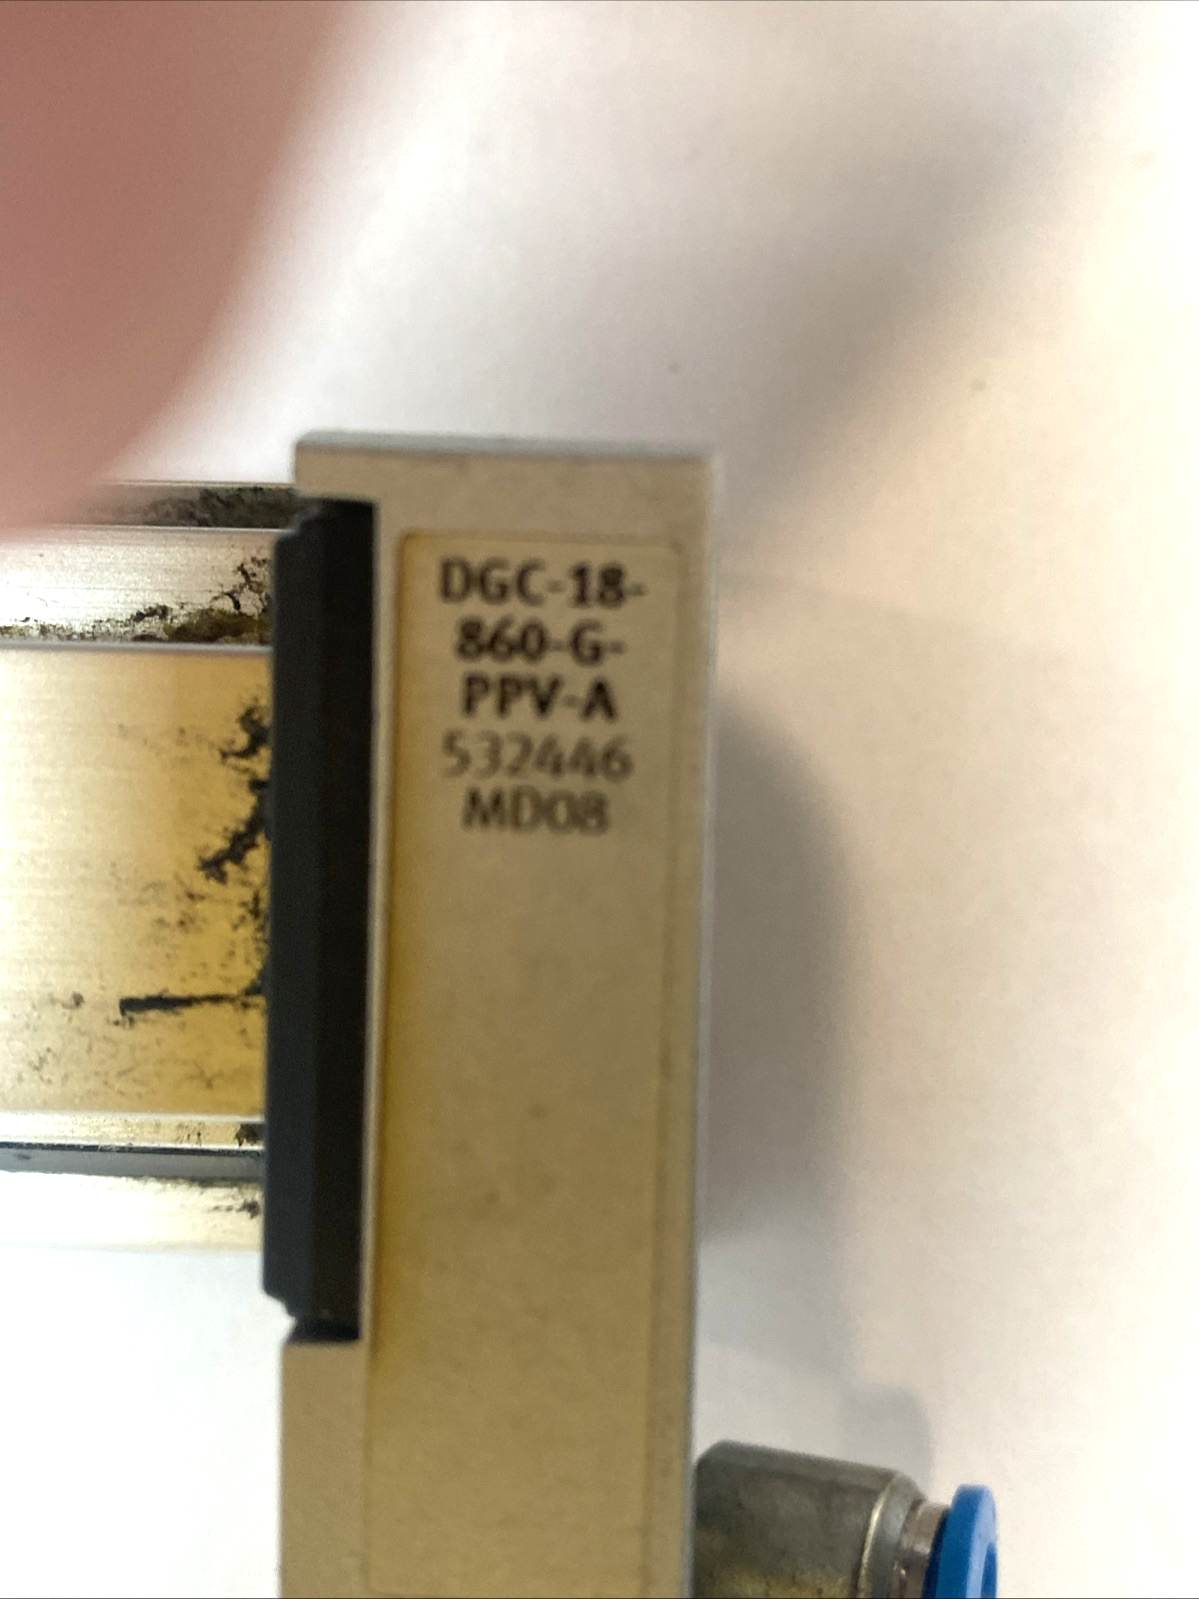 DGC-18-
860-G-
PPV-A
532446
MD08